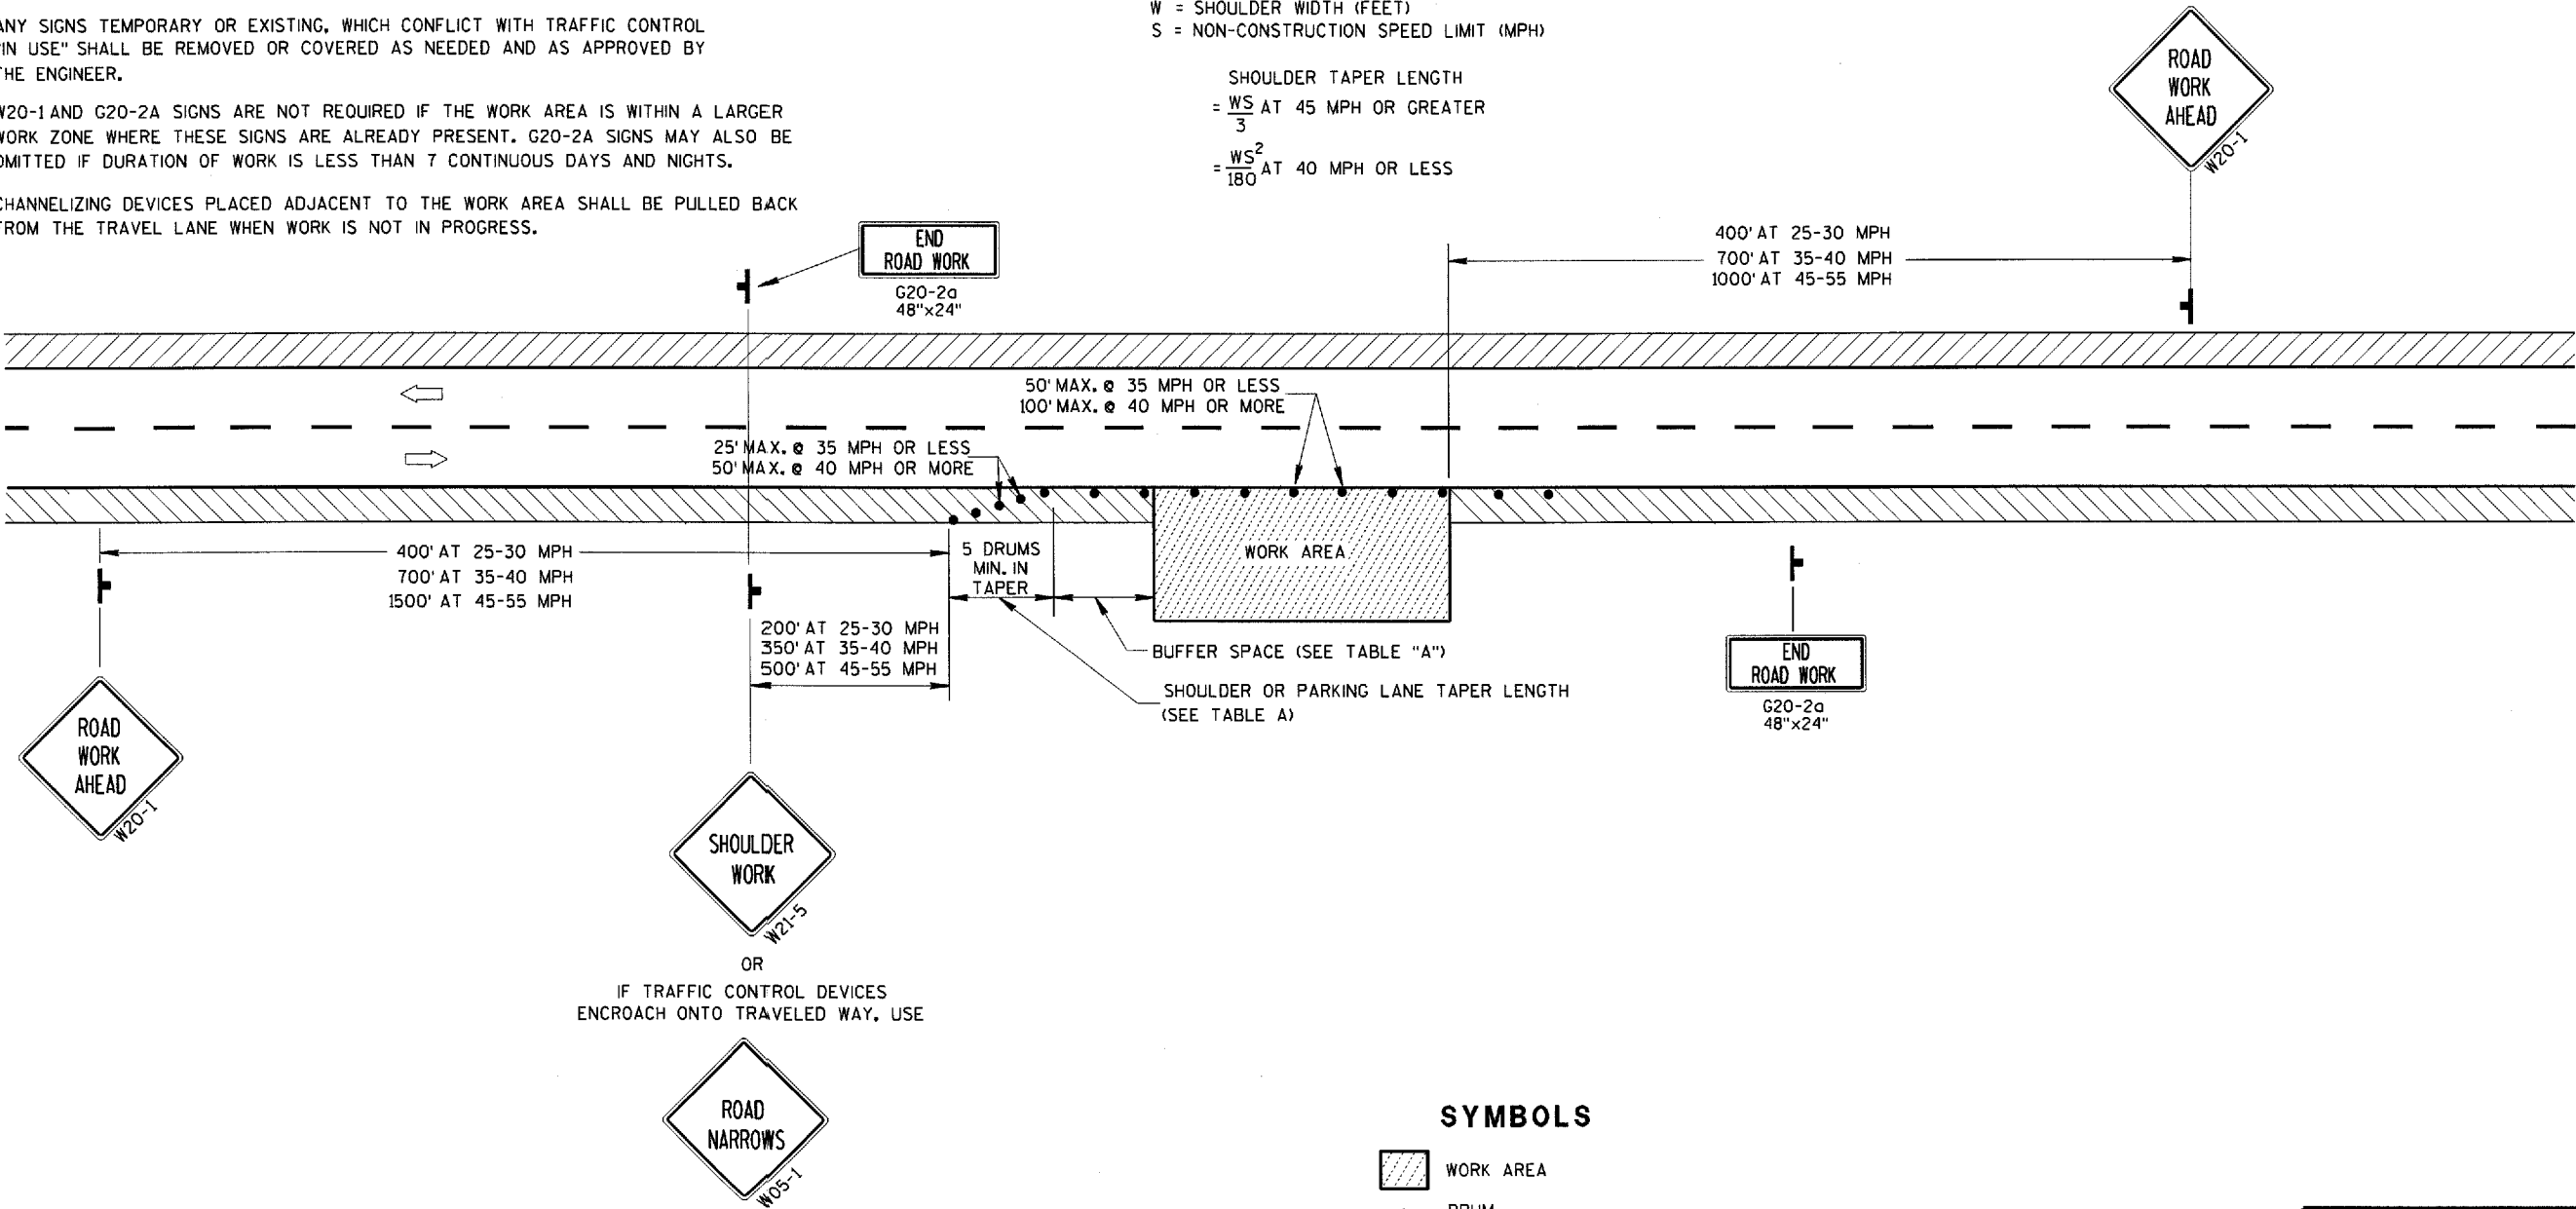 ANY SIGNS TEMPORARY OR EXISTING, WHICH CONFLICT WITH TRAFFIC CONTROL
"IN USE" SHALL BE REMOVED OR COVERED AS NEEDED AND AS APPROVED BY
THE ENGINEER.
W20-1 AND G20-2A SIGNS ARE NOT REQUIRED IF THE WORK AREA IS WITHIN A LARGER
WORK ZONE WHERE THESE SIGNS ARE ALREADY PRESENT. G20-2A SIGNS MAY ALSO BE
OMITTED IF DURATION OF WORK IS LESS THAN 7 CONTINUOUS DAYS AND NIGHTS.
CHANNELIZING DEVICES PLACED ADJACENT TO THE WORK AREA SHALL BE PULLED BACK
FROM THE TRAVEL LANE WHEN WORK IS NOT IN PROGRESS.
W = SHOULDER WIDTH (FEET)
S = NON-CONSTRUCTION SPEED LIMIT (MPH)
SHOULDER TAPER LENGTH
= WS/3 AT 45 MPH OR GREATER
= WS²/180 AT 40 MPH OR LESS
ROAD
WORK
AHEAD
W20-1
END
ROAD WORK
G20-2a
48"x24"
400' AT 25-30 MPH
700' AT 35-40 MPH
1000' AT 45-55 MPH
50' MAX. @ 35 MPH OR LESS
100' MAX. @ 40 MPH OR MORE
25' MAX. @ 35 MPH OR LESS
50' MAX. @ 40 MPH OR MORE
400' AT 25-30 MPH
700' AT 35-40 MPH
1500' AT 45-55 MPH
5 DRUMS
MIN. IN
TAPER
WORK AREA
200' AT 25-30 MPH
350' AT 35-40 MPH
500' AT 45-55 MPH
BUFFER SPACE (SEE TABLE "A")
SHOULDER OR PARKING LANE TAPER LENGTH
(SEE TABLE A)
END
ROAD WORK
G20-2a
48"x24"
ROAD
WORK
AHEAD
W20-1
SHOULDER
WORK
W21-5
OR
IF TRAFFIC CONTROL DEVICES
ENCROACH ONTO TRAVELED WAY, USE
ROAD
NARROWS
W05-1
SYMBOLS
WORK AREA
DRUM